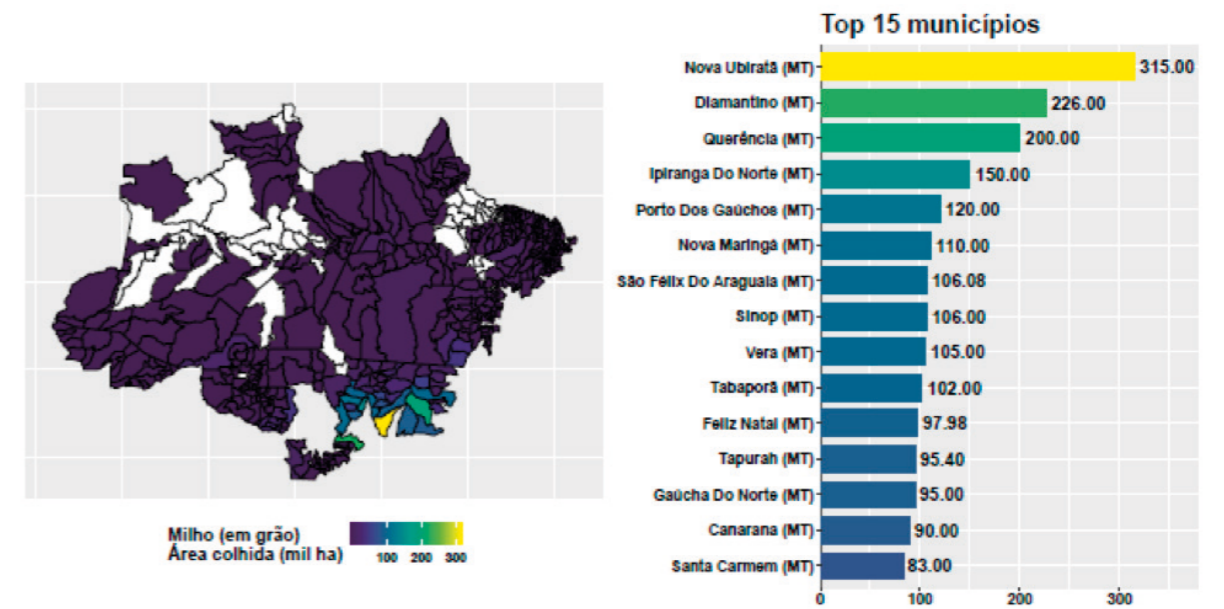 Top 15 municípios
Nova Ubiratã (MT) 315.00
Diamantino (MT) 226.00
Querência (MT) 200.00
Ipiranga Do Norte (MT) 150.00
Porto Dos Gaúchos (MT) 120.00
Nova Maringá (MT) 110.00
São Félix Do Araguaia (MT) 106.08
Sinop (MT) 106.00
Vera (MT) 105.00
Tabaporã (MT) 102.00
Feliz Natal (MT) 97.98
Tapurah (MT) 95.40
Gaúcha Do Norte (MT) 95.00
Canarana (MT) 90.00
Santa Carmem (MT) 83.00
0 100 200 300
Milho (em grão)
Área colhida (mil ha)
100 200 300